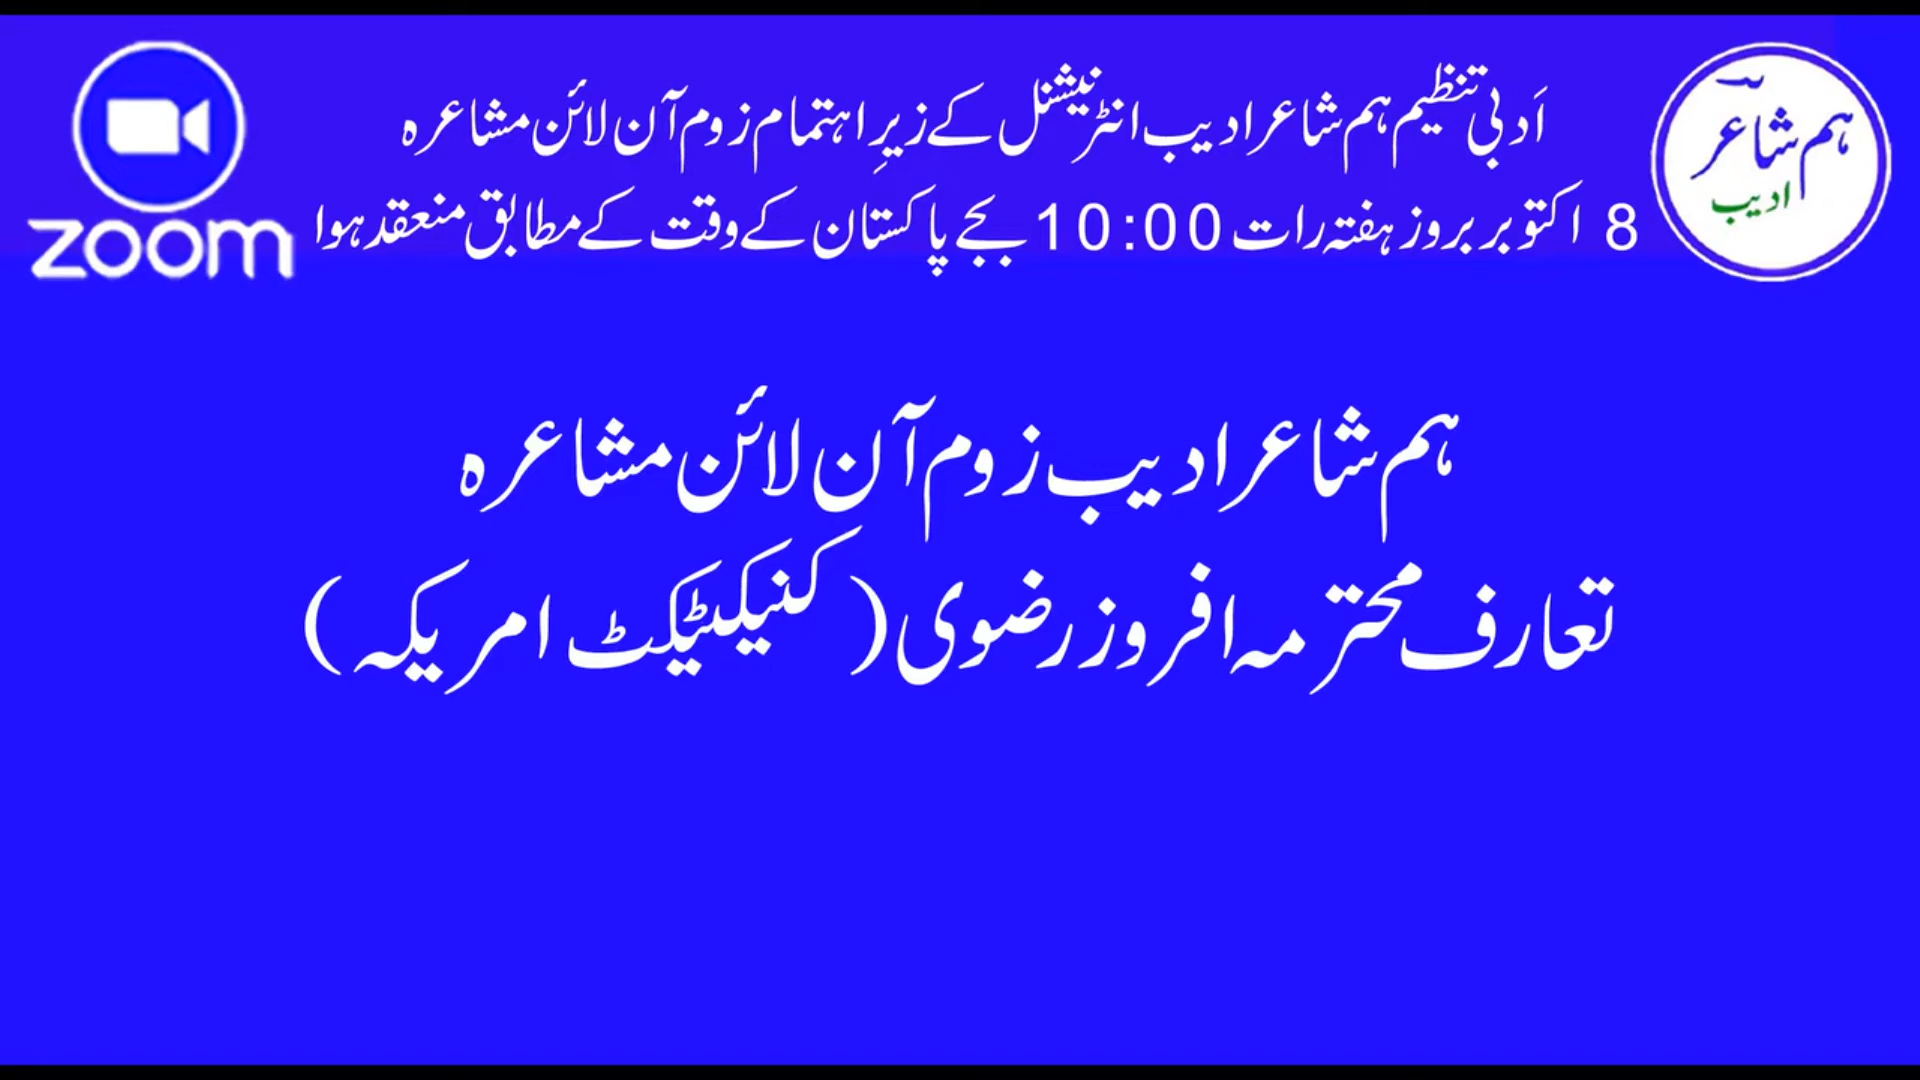 اَدبی تنظیم ہم شاعر ادیب انٹرنیشنل کے زیرِ اہتمام زوم آن لائن مشاعرہ
8 اکتوبر بروز ہفتہ رات 10:00 بجے پاکستان کے وقت کے مطابق منعقد ہوا
zoom
ہم شاعر
ادیب
ہم شاعر ادیب زوم آن لائن مشاعرہ
تعارف محترمہ افروز رضوی (کنیکٹیکٹ امریکہ)